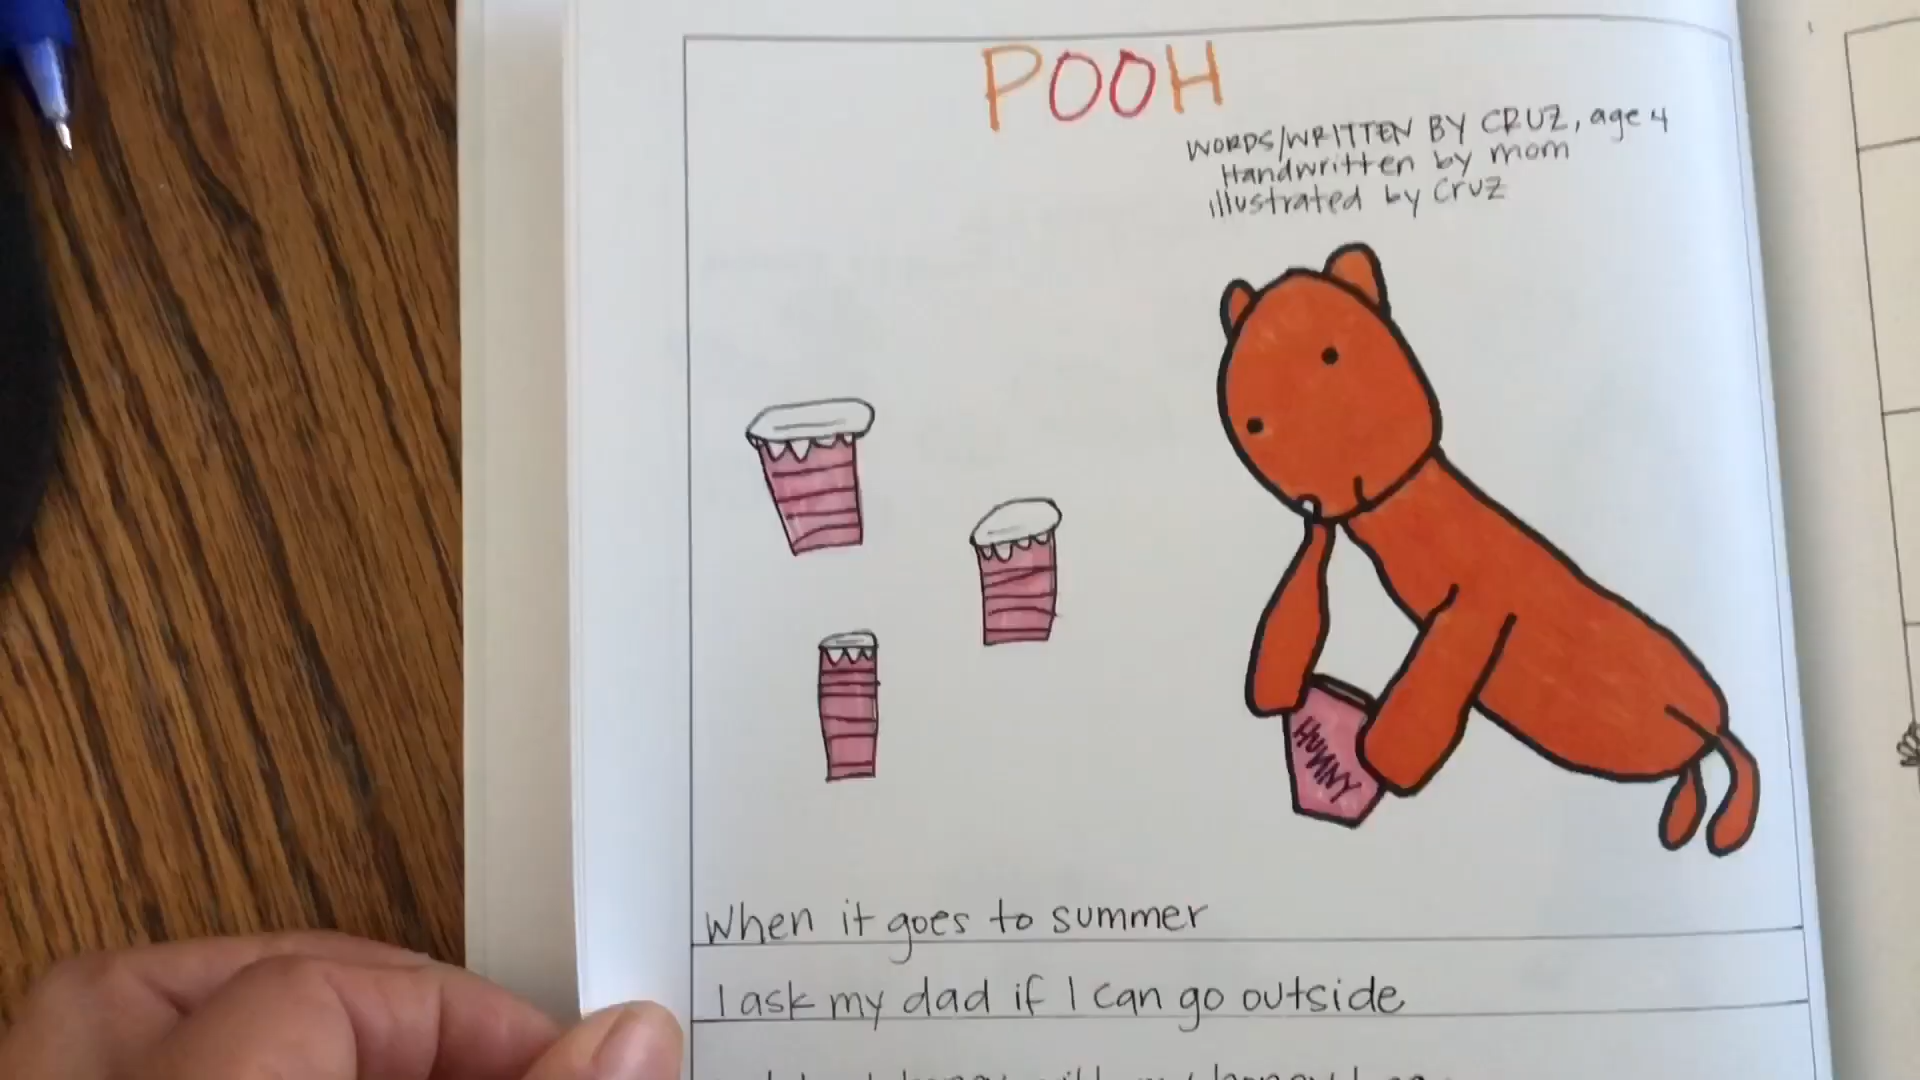 POOH
WORDS/WRITTEN BY CRUZ, age 4
Handwritten by mom
illustrated by Cruz
HUNNY
When it goes to summer
I ask my dad if I can go outside